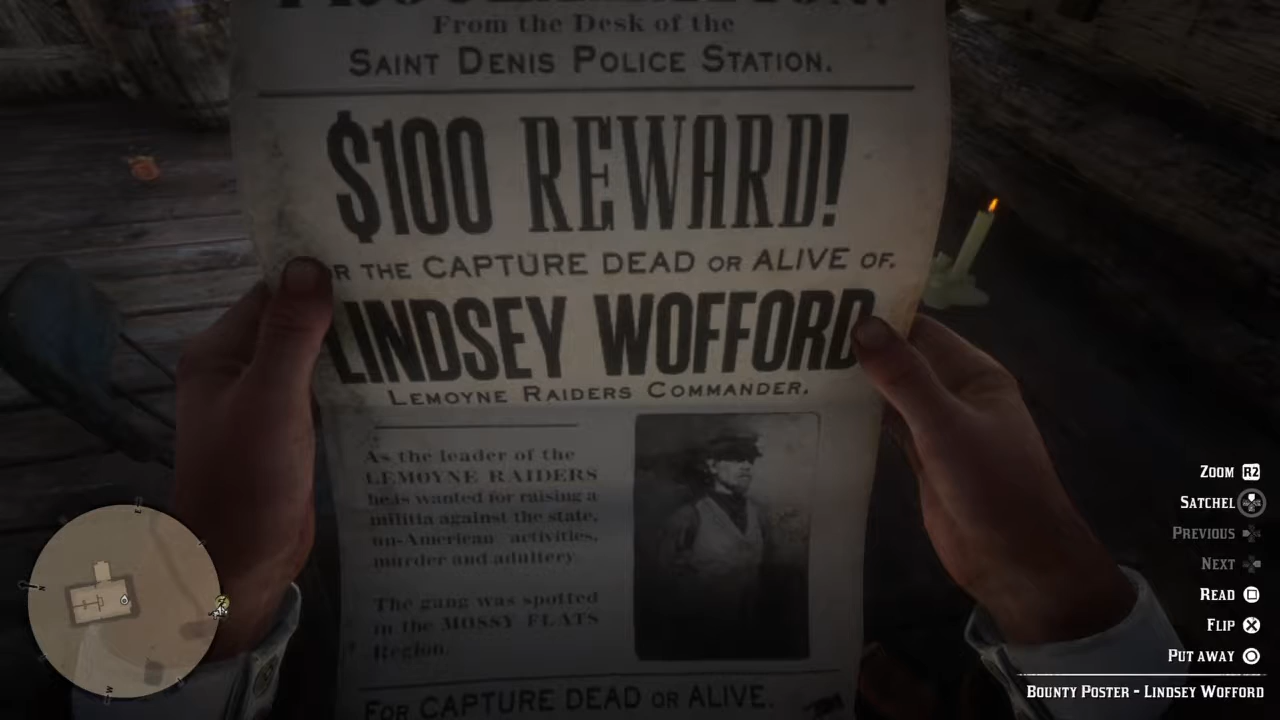 From the Desk of the
SAINT DENIS POLICE STATION.
$100 REWARD!
R THE CAPTURE DEAD OR ALIVE OF.
LINDSEY WOFFORD
LEMOYNE RAIDERS COMMANDER.
As the leader of the
LEMOYNE RAIDERS
he is wanted for raising a
militia against the state,
un-American activities,
murder and adultery.
The gang was spotted
in the MOSSY FLATS
Region.
FOR CAPTURE DEAD OR ALIVE.
ZOOM R2
SATCHEL
PREVIOUS
NEXT
READ
FLIP
PUT AWAY
BOUNTY POSTER - LINDSEY WOFFORD